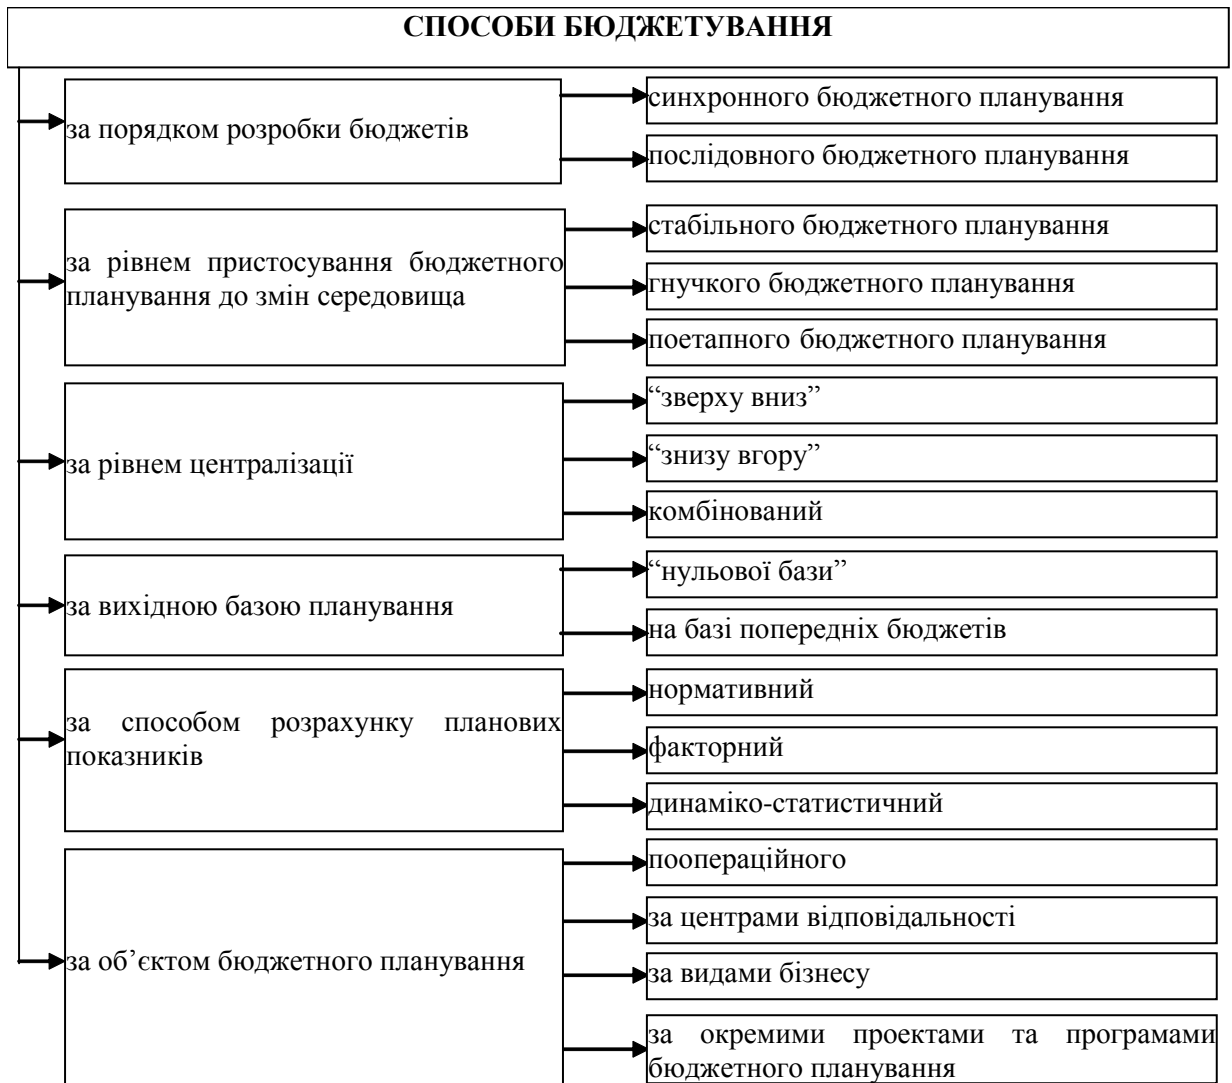 СПОСОБИ БЮДЖЕТУВАННЯ
за порядком розробки бюджетів
синхронного бюджетного планування
послідовного бюджетного планування
за рівнем пристосування бюджетного
планування до змін середовища
стабільного бюджетного планування
гнучкого бюджетного планування
поетапного бюджетного планування
за рівнем централізації
“зверху вниз”
“знизу вгору”
комбінований
за вихідною базою планування
“нульової бази”
на базі попередніх бюджетів
за способом розрахунку планових
показників
нормативний
факторний
динаміко-статистичний
за об’єктом бюджетного планування
поопераційного
за центрами відповідальності
за видами бізнесу
за окремими проектами та програмами
бюджетного планування